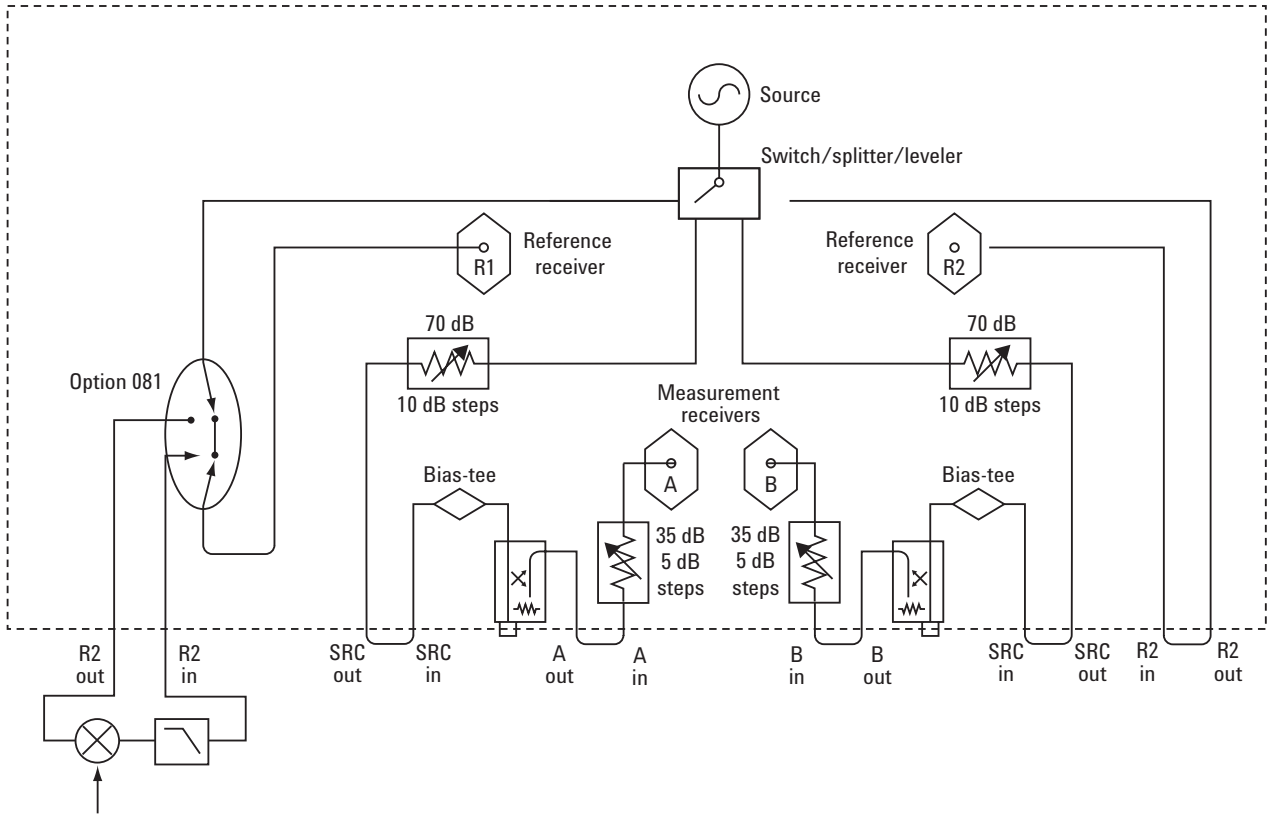 Source
Switch/splitter/leveler
Reference
receiver
R1
Reference
receiver
R2
70 dB
10 dB steps
70 dB
10 dB steps
Option 081
Measurement
receivers
A
B
Bias-tee
Bias-tee
35 dB
5 dB
steps
35 dB
5 dB
steps
R2
out
R2
in
SRC
out
SRC
in
A
out
A
in
B
in
B
out
SRC
in
SRC
out
R2
in
R2
out